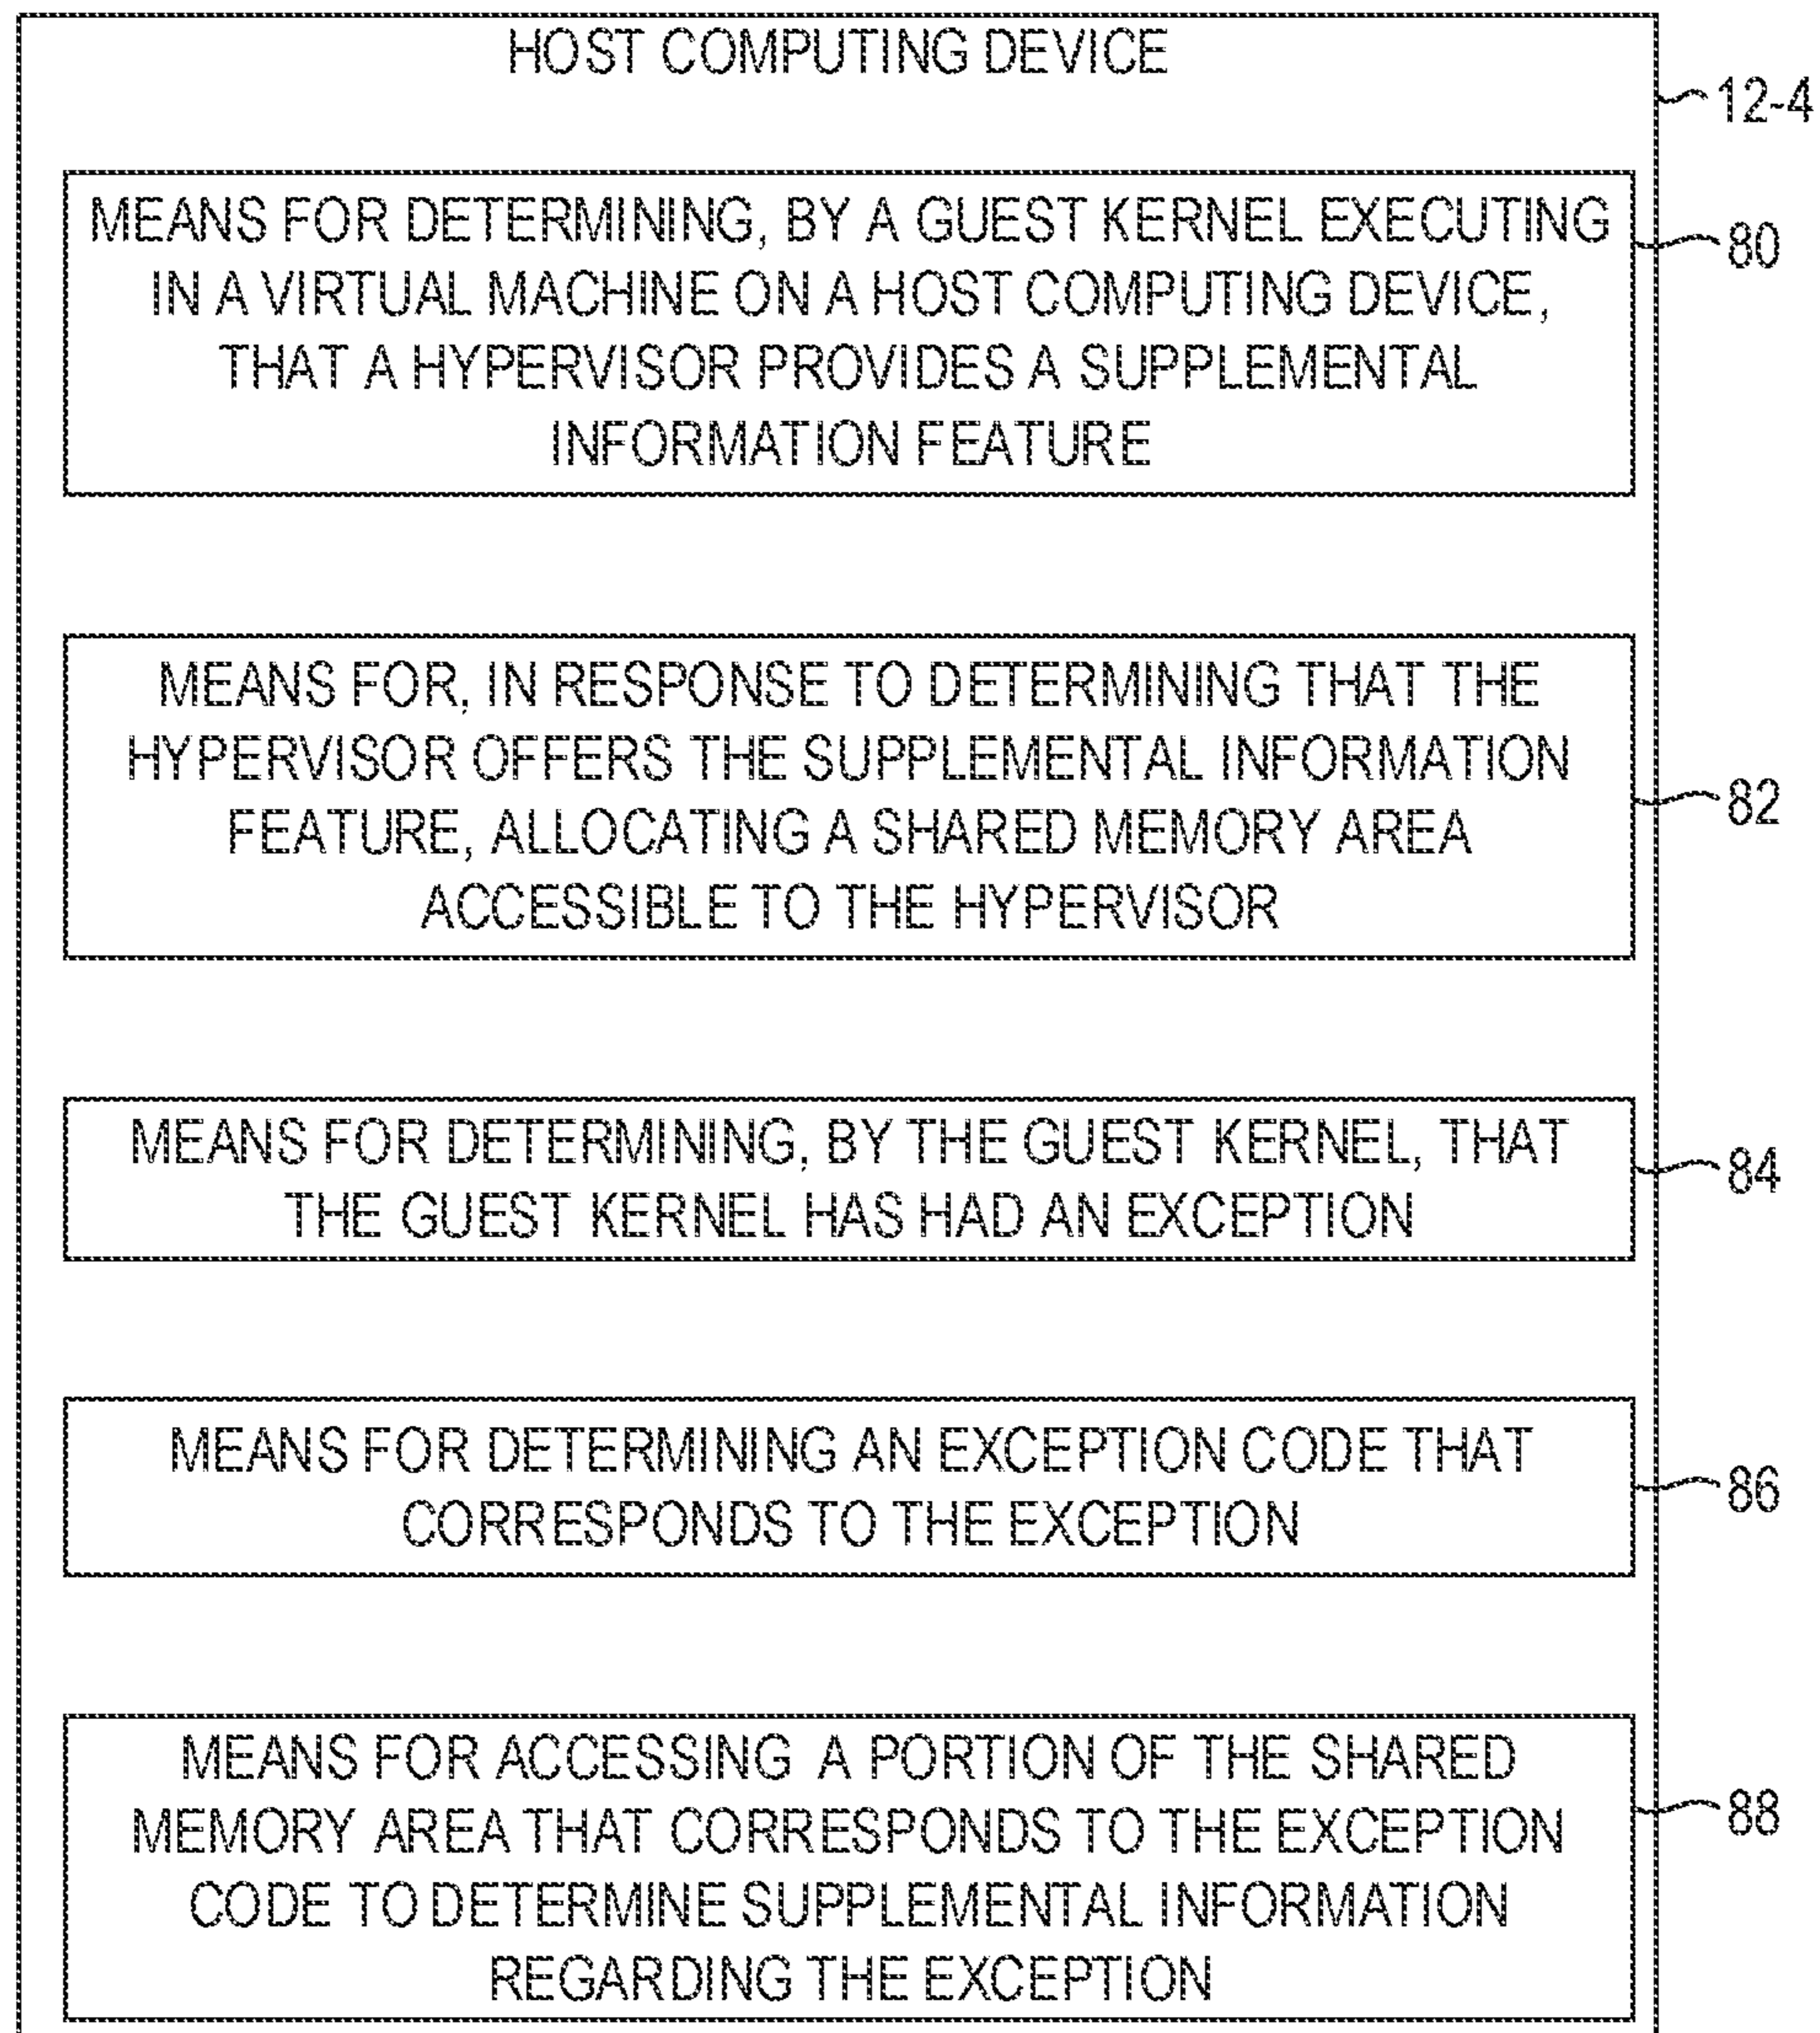 HOST COMPUTING DEVICE
12-4
MEANS FOR DETERMINING, BY A GUEST KERNEL EXECUTING
IN A VIRTUAL MACHINE ON A HOST COMPUTING DEVICE,
THAT A HYPERVISOR PROVIDES A SUPPLEMENTAL
INFORMATION FEATURE
80
MEANS FOR, IN RESPONSE TO DETERMINING THAT THE
HYPERVISOR OFFERS THE SUPPLEMENTAL INFORMATION
FEATURE, ALLOCATING A SHARED MEMORY AREA
ACCESSIBLE TO THE HYPERVISOR
82
MEANS FOR DETERMINING, BY THE GUEST KERNEL, THAT
THE GUEST KERNEL HAS HAD AN EXCEPTION
84
MEANS FOR DETERMINING AN EXCEPTION CODE THAT
CORRESPONDS TO THE EXCEPTION
86
MEANS FOR ACCESSING A PORTION OF THE SHARED
MEMORY AREA THAT CORRESPONDS TO THE EXCEPTION
CODE TO DETERMINE SUPPLEMENTAL INFORMATION
REGARDING THE EXCEPTION
88